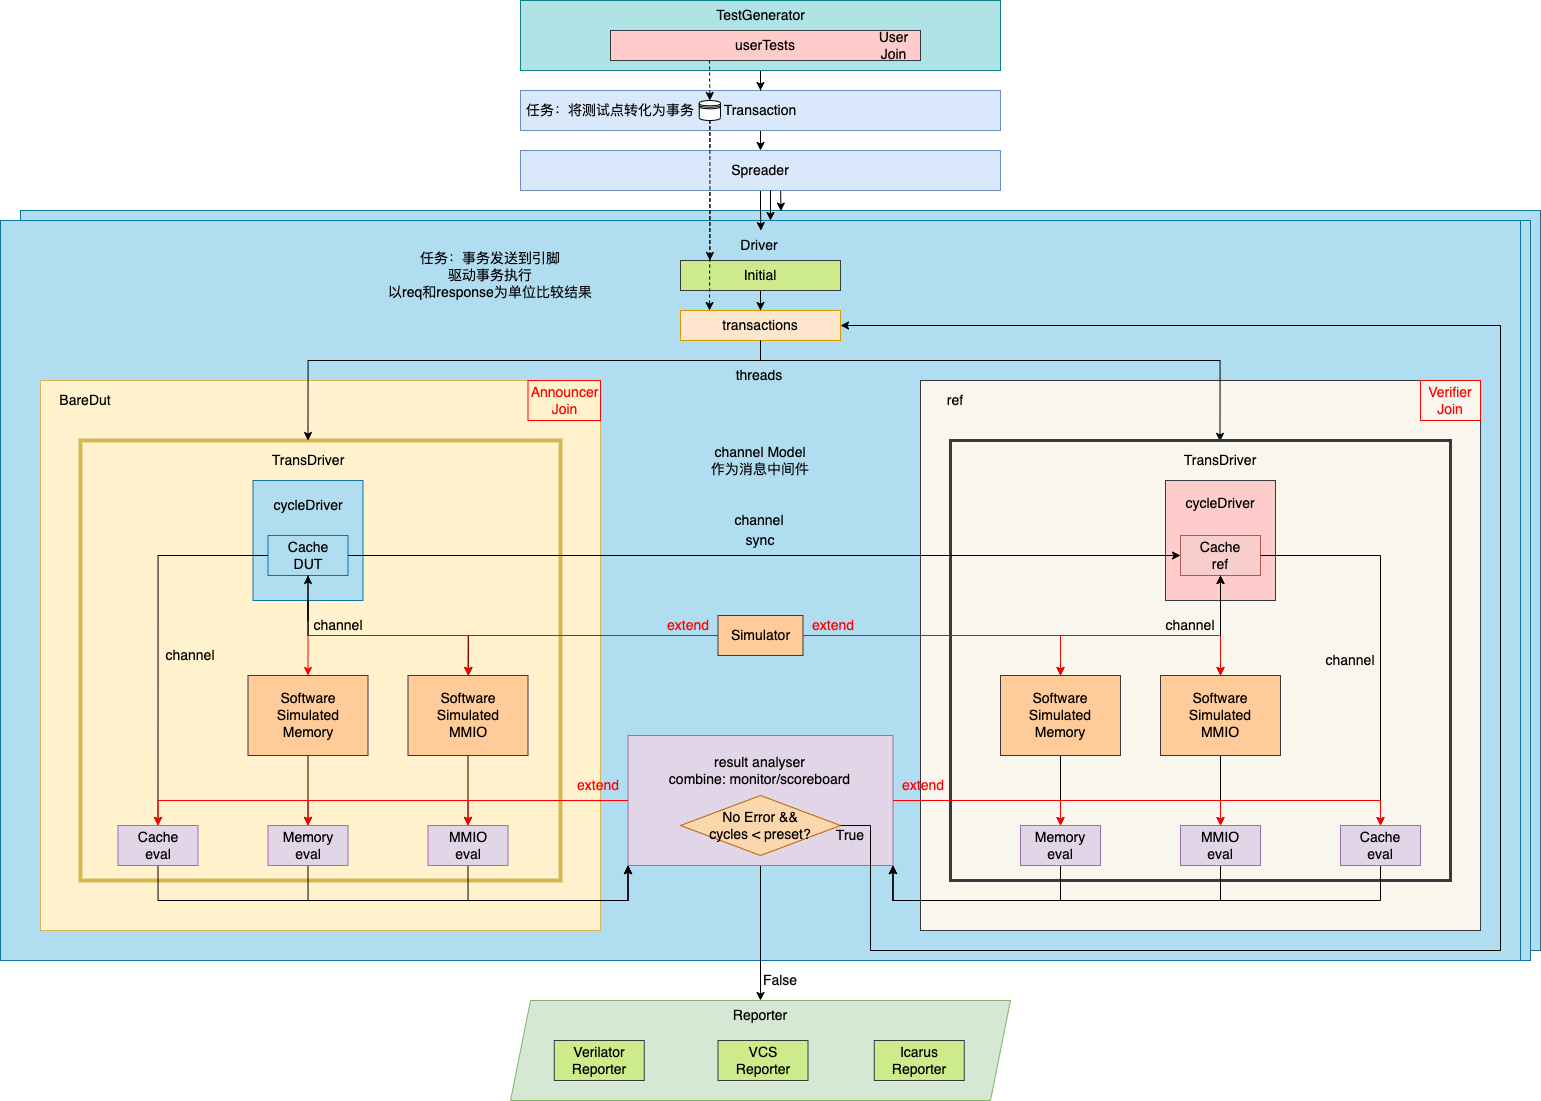 TestGenerator
userTests
User
Join
任务：将测试点转化为事务
Transaction
Spreader
Driver
任务：事务发送到引脚
驱动事务执行
以req和response为单位比较结果
Initial
transactions
threads
BareDut
Announcer
Join
ref
Verifier
Join
TransDriver
cycleDriver
Cache
DUT
channel Model
作为消息中间件
channel
sync
TransDriver
cycleDriver
Cache
ref
channel
channel
extend
Simulator
extend
channel
channel
Software
Simulated
Memory
Software
Simulated
MMIO
Software
Simulated
Memory
Software
Simulated
MMIO
result analyser
combine: monitor/scoreboard
extend
extend
No Error &&
cycles < preset?
True
Cache
eval
Memory
eval
MMIO
eval
Memory
eval
MMIO
eval
Cache
eval
False
Reporter
Verilator
Reporter
VCS
Reporter
Icarus
Reporter